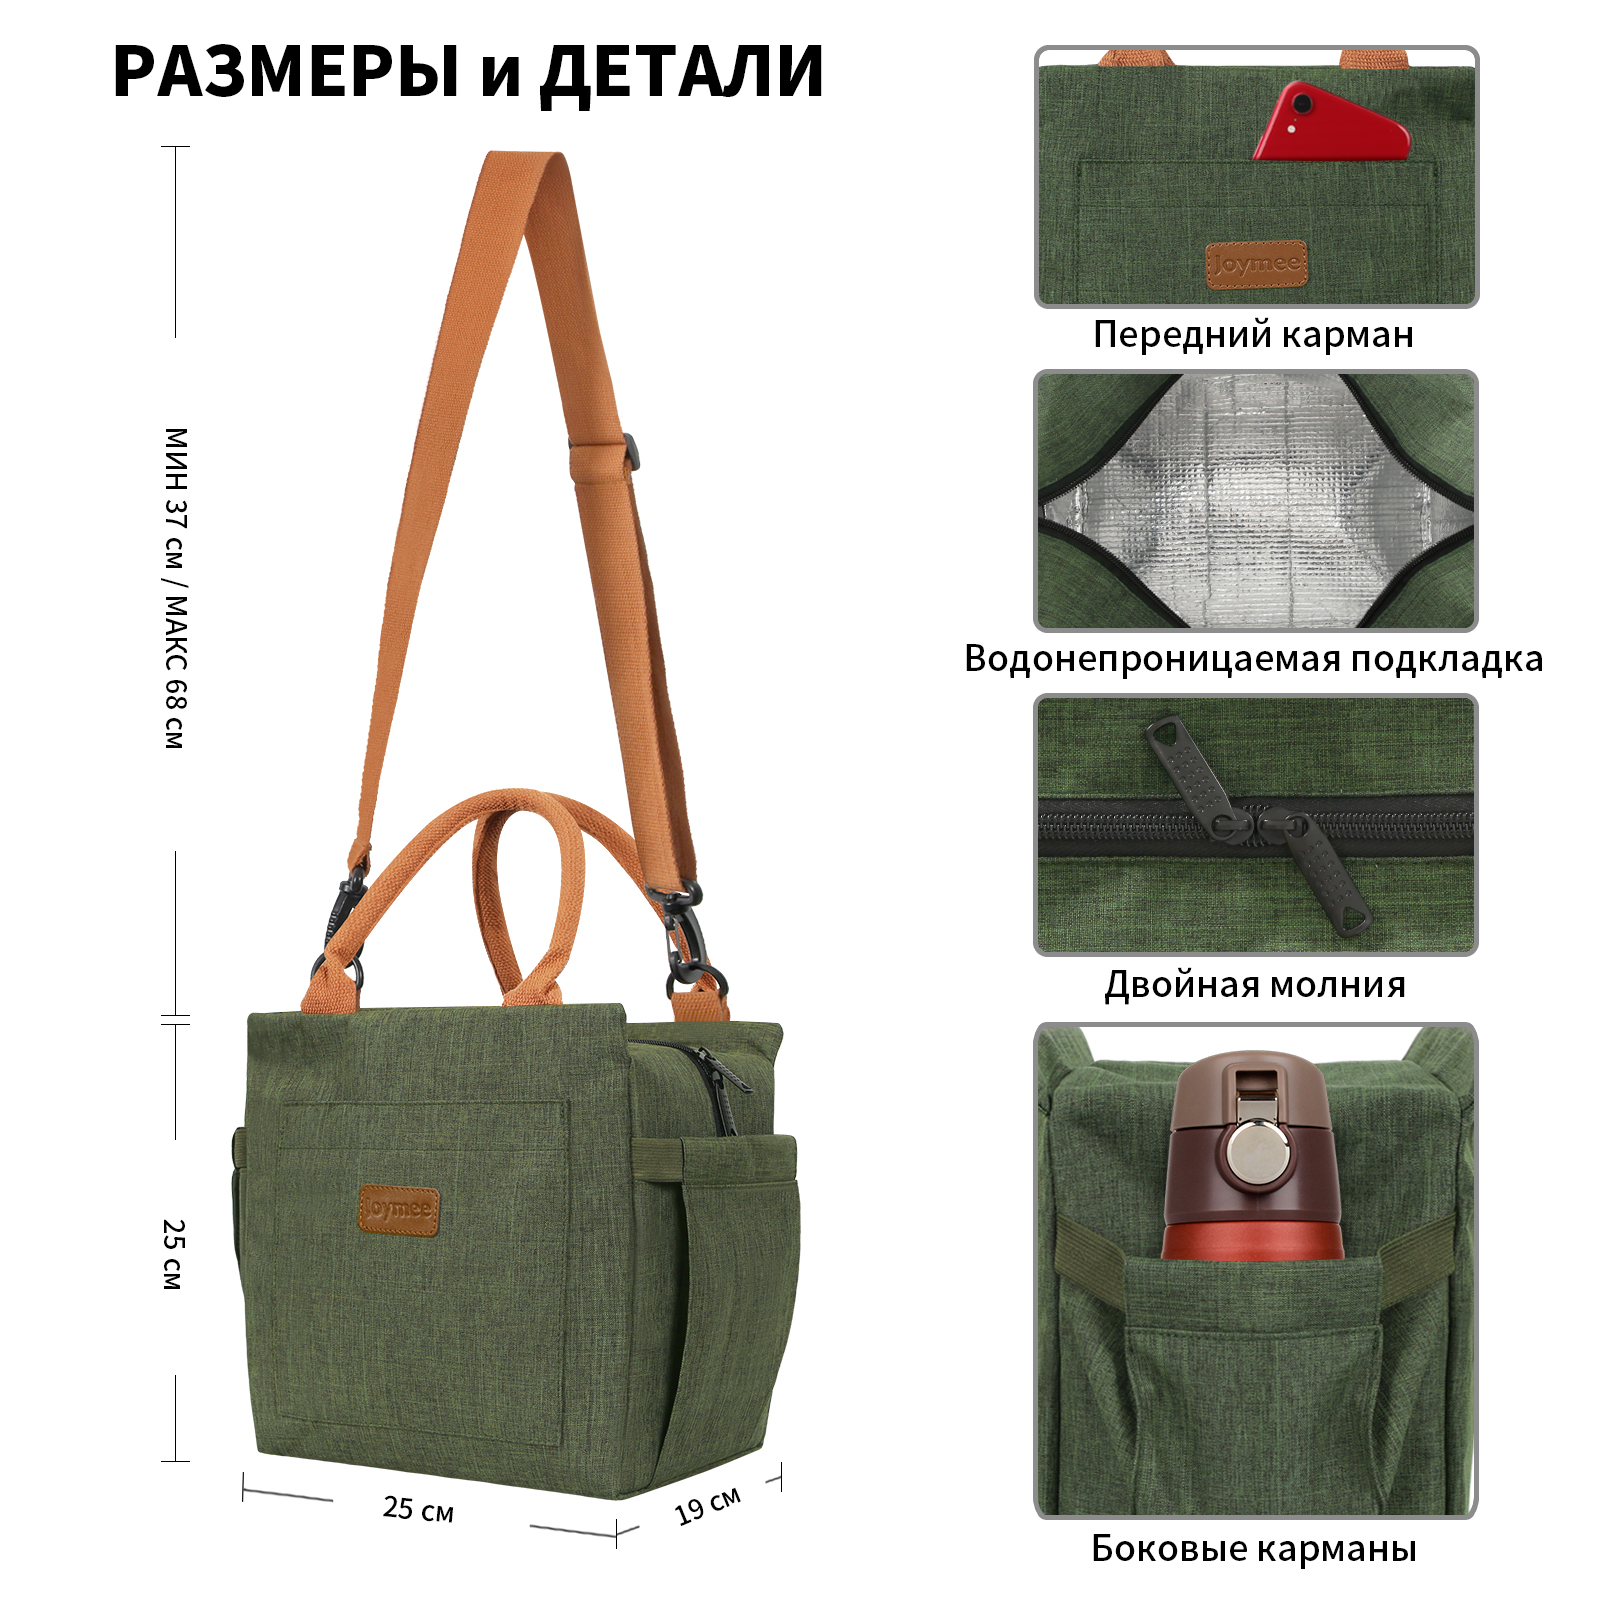 РАЗМЕРЫ и ДЕТАЛИ
МИН 37 см / МАКС 68 см
25 см
25 см
19 см
Joymee
Joymee
Передний карман
Водонепроницаемая подкладка
Двойная молния
Боковые карманы